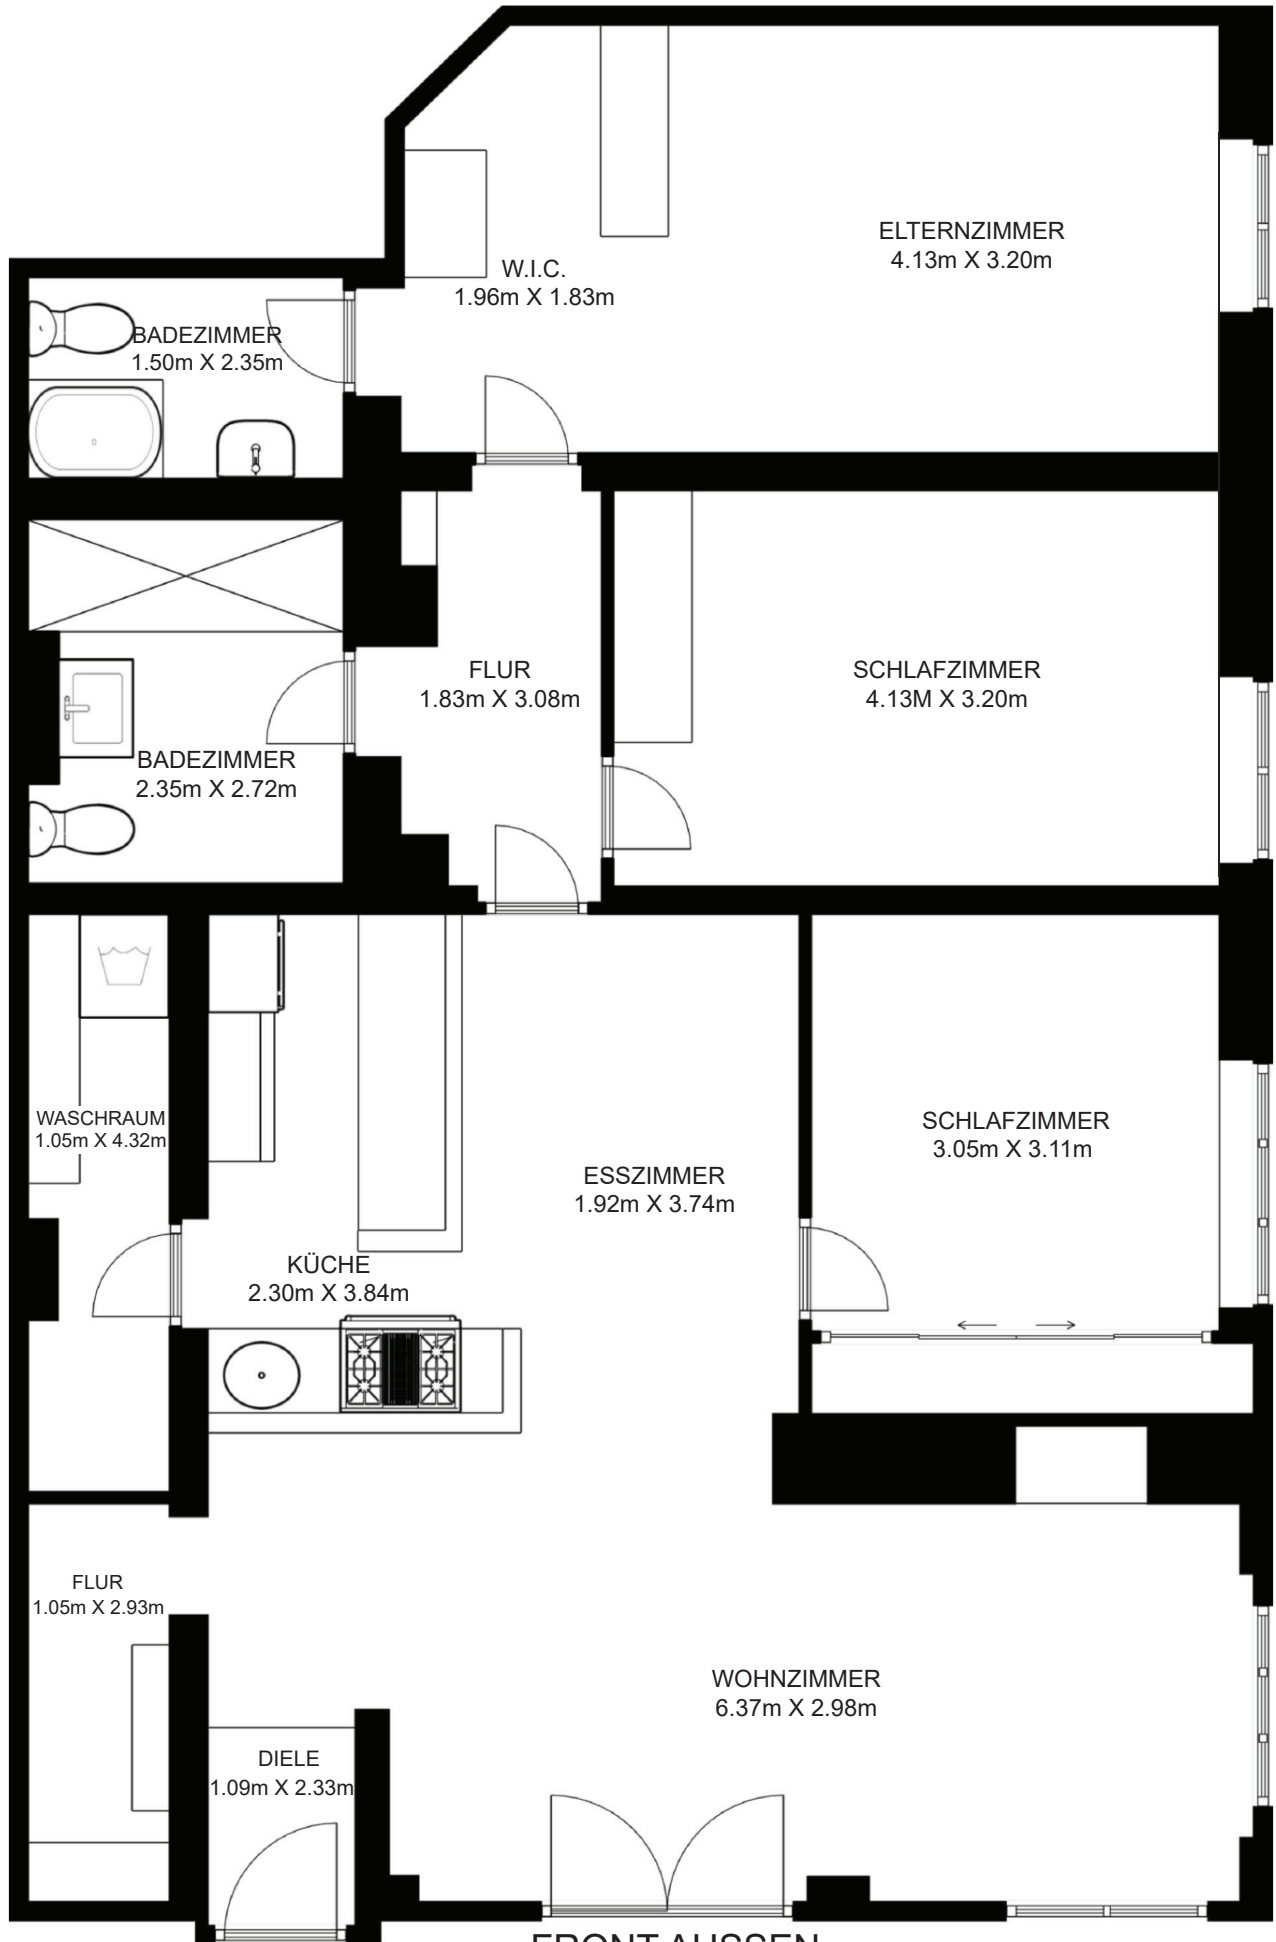 ELTERNZIMMER
4.13m X 3.20m
W.I.C.
1.96m X 1.83m
BADEZIMMER
1.50m X 2.35m
FLUR
1.83m X 3.08m
SCHLAFZIMMER
4.13M X 3.20m
BADEZIMMER
2.35m X 2.72m
WASCHRAUM
1.05m X 4.32m
SCHLAFZIMMER
3.05m X 3.11m
ESSZIMMER
1.92m X 3.74m
KÜCHE
2.30m X 3.84m
FLUR
1.05m X 2.93m
WOHNZIMMER
6.37m X 2.98m
DIELE
1.09m X 2.33m
FRONT AUSSEN